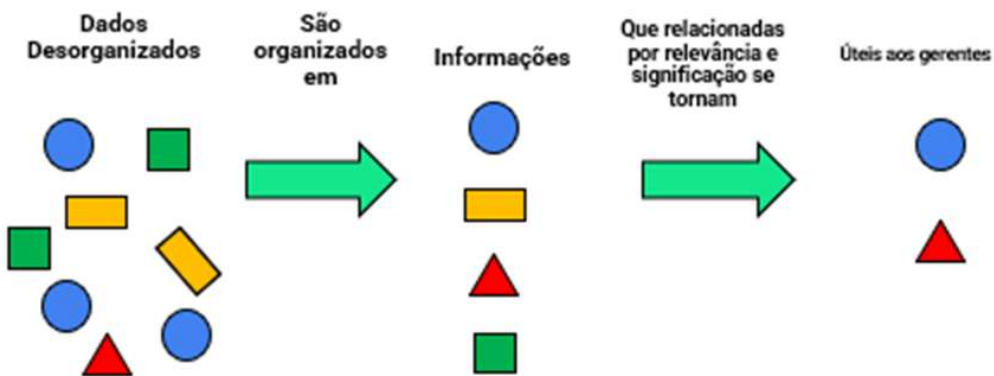 Dados
Desorganizados
São
organizados
em
Informações
Que relacionadas
por relevância e
significação se
tornam
Úteis aos gerentes